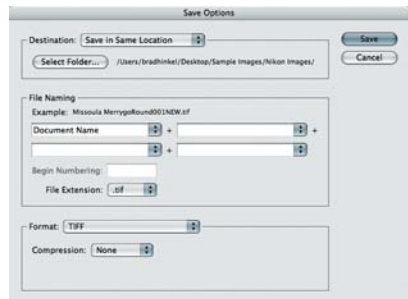 Save Options
Destination: Save in Same Location
Save
Select Folder... /Users/bradhinkel/Desktop/Sample Images/Nikon Images/
Cancel
File Naming
Example: Missoula MerrygoRound001NEW.tif
Document Name + +
+
Begin Numbering:
File Extension: .tif
Format: TIFF
Compression: None